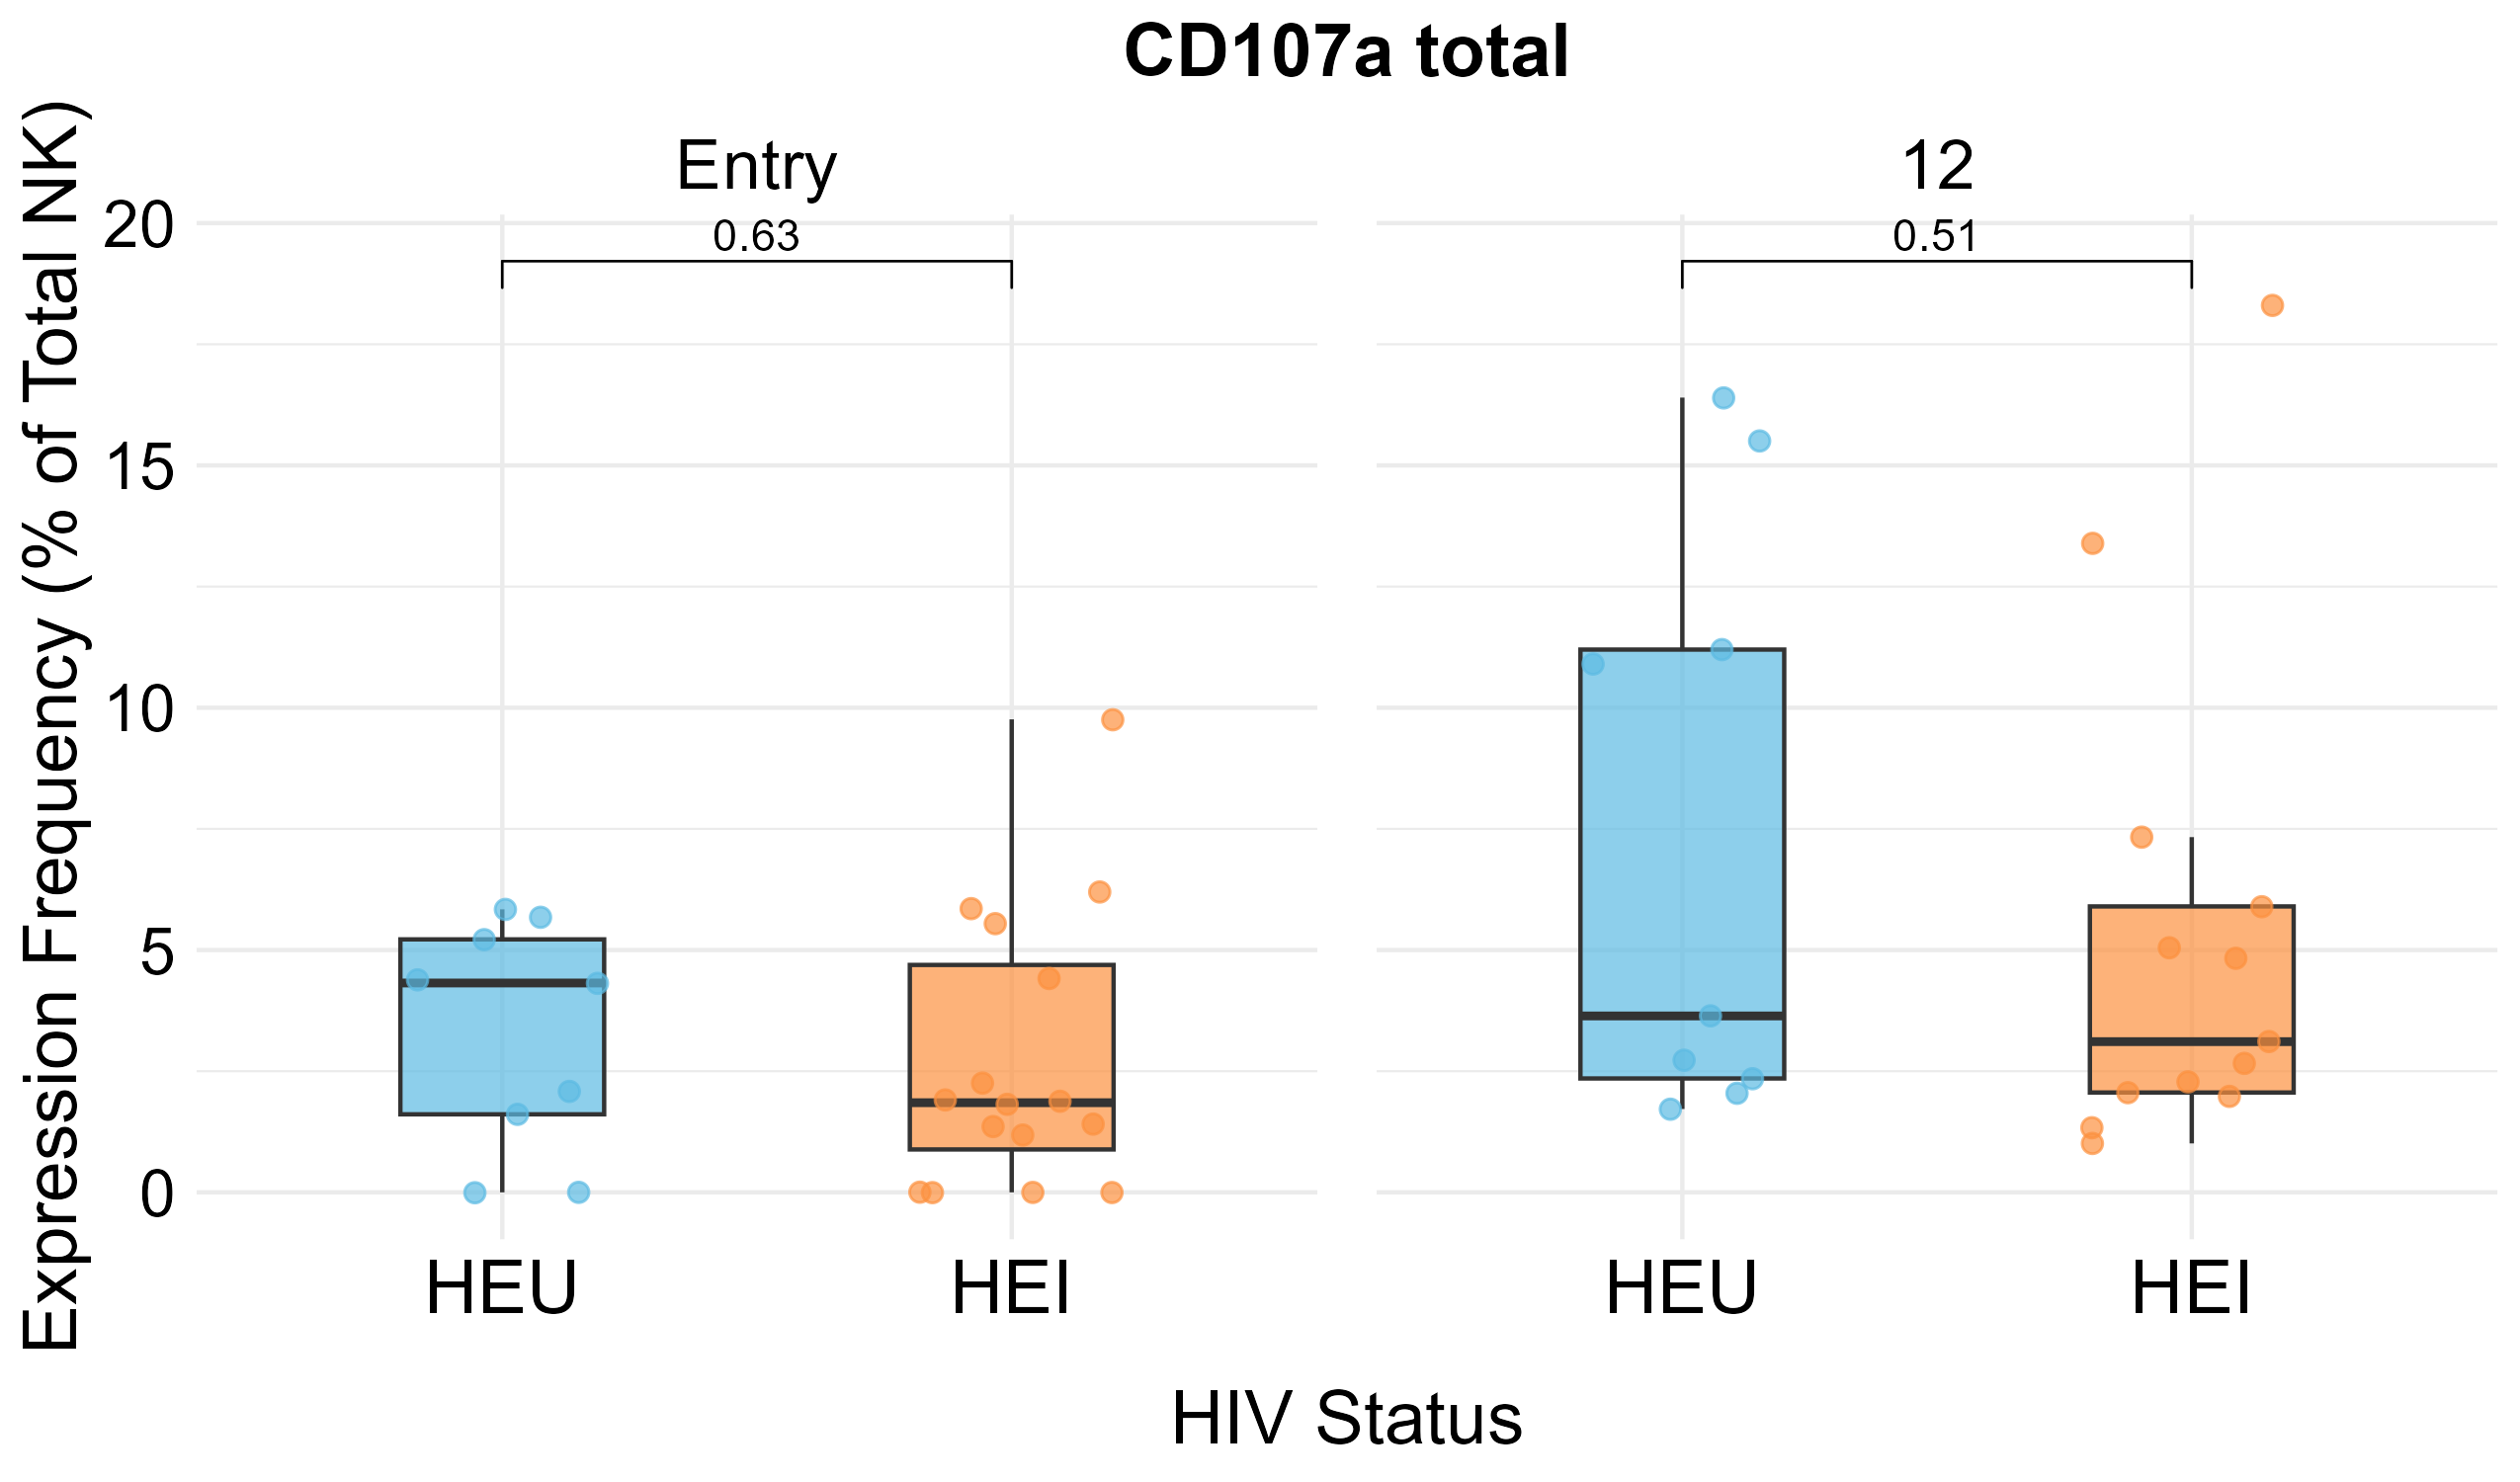 CD107a total
Entry
12
0.63
0.51
Expression Frequency (% of Total NK)
20
15
10
5
0
HEU
HEI
HEU
HEI
HIV Status